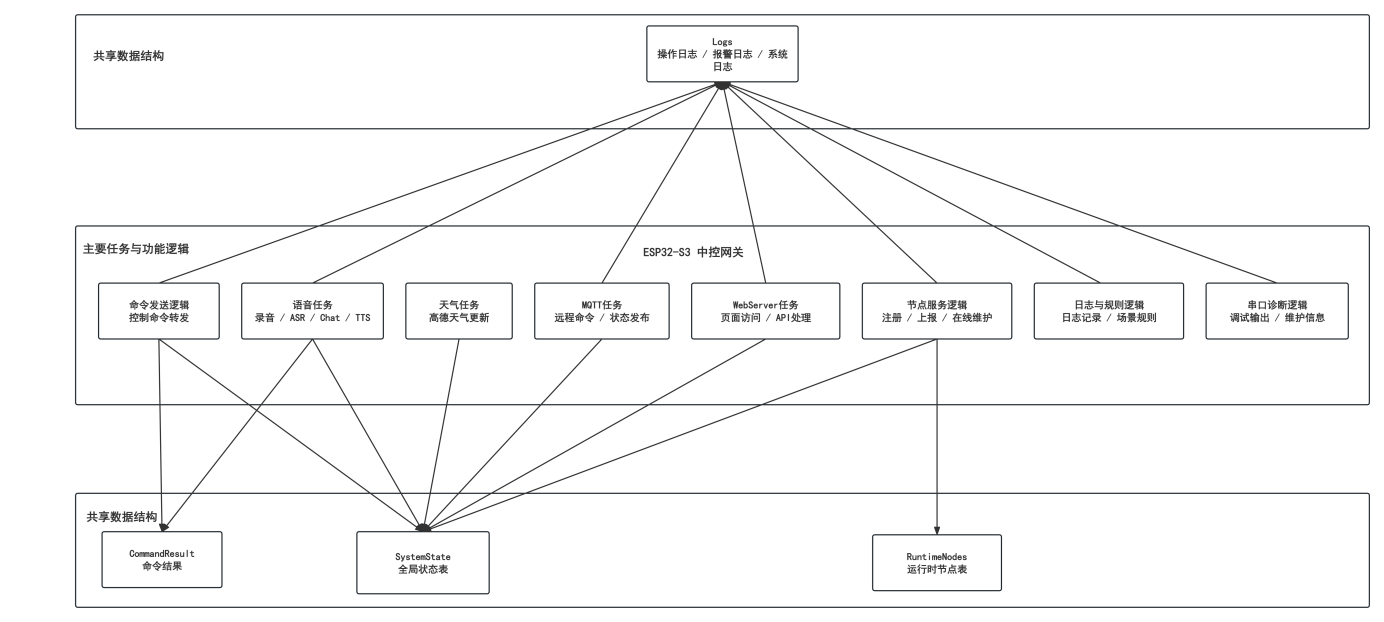 共享数据结构
Logs
操作日志 / 报警日志 / 系统
日志
主要任务与功能逻辑
ESP32-S3 中控网关
命令发送逻辑
控制命令转发
语音任务
录音 / ASR / Chat / TTS
天气任务
高德天气更新
MQTT任务
远程命令 / 状态发布
WebServer任务
页面访问 / API处理
节点服务逻辑
注册 / 上报 / 在线维护
日志与规则逻辑
日志记录 / 场景规则
串口诊断逻辑
调试输出 / 维护信息
共享数据结构
CommandResult
命令结果
SystemState
全局状态表
RuntimeNodes
运行时节点表